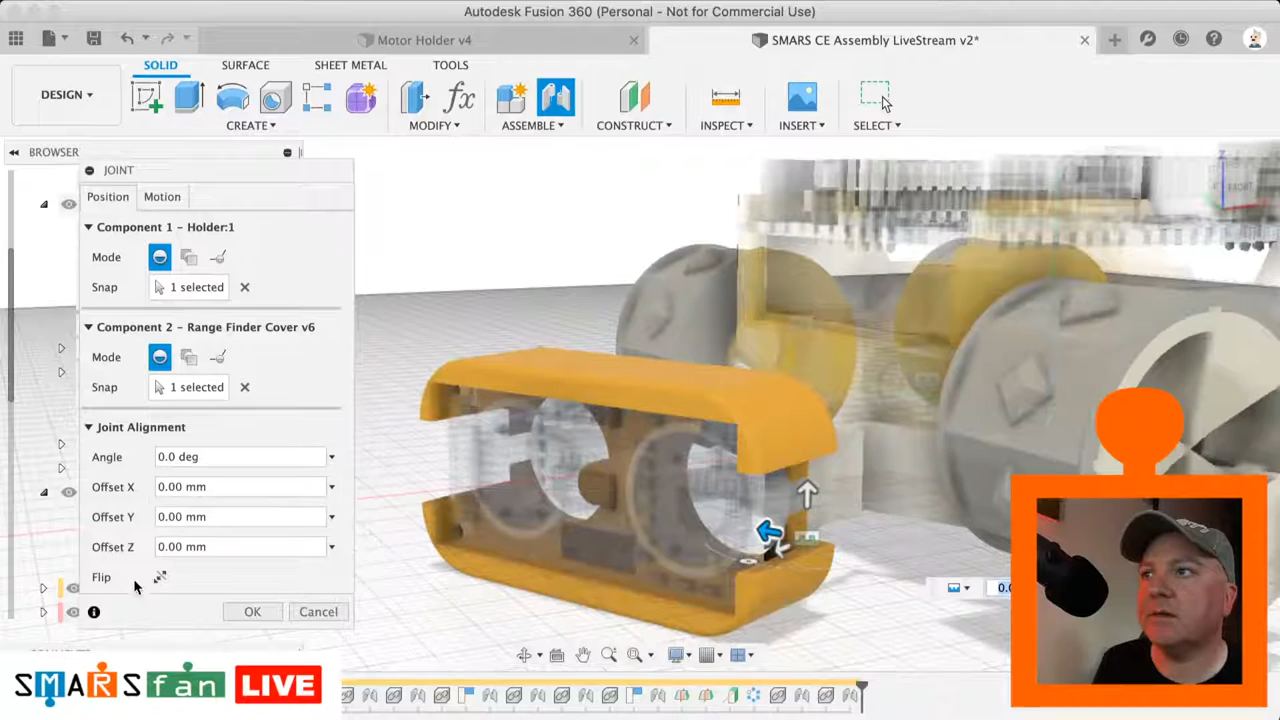 Autodesk Fusion 360 (Personal - Not for Commercial Use)
Motor Holder v4
SMARS CE Assembly LiveStream v2*
DESIGN
SOLID
SURFACE
SHEET METAL
TOOLS
CREATE
MODIFY
ASSEMBLE
CONSTRUCT
INSPECT
INSERT
SELECT
BROWSER
JOINT
Position
Motion
Component 1 - Holder:1
Mode
Snap
1 selected
Component 2 - Range Finder Cover v6
Mode
Snap
1 selected
Joint Alignment
Angle
0.0 deg
Offset X
0.00 mm
Offset Y
0.00 mm
Offset Z
0.00 mm
Flip
OK
Cancel
Z
FRONT
SMARSfan LIVE